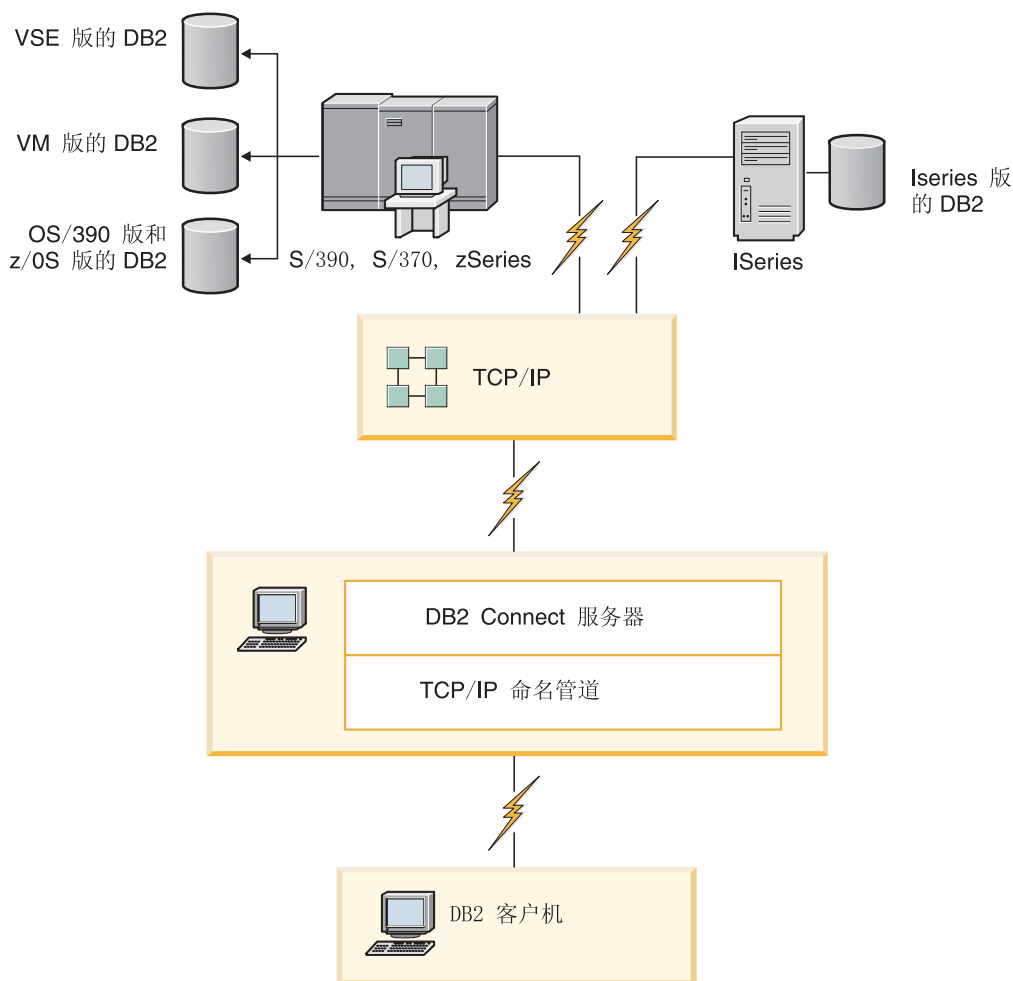 VSE 版的 DB2
VM 版的 DB2
OS/390 版和
z/0S 版的 DB2
S/390, S/370, zSeries
ISeries
Iseries 版
的 DB2
TCP/IP
DB2 Connect 服务器
TCP/IP 命名管道
DB2 客户机